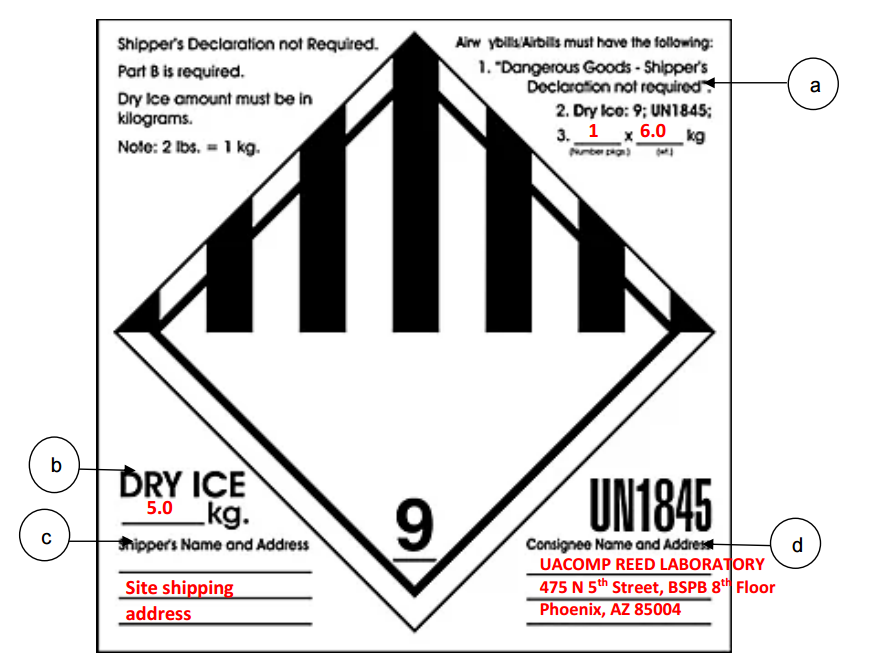 Shipper's Declaration not Required.
Part B is required.
Dry Ice amount must be in
kilograms.
Note: 2 lbs. = 1 kg.
Airw ybills/Airbills must have the following:
1. "Dangerous Goods - Shipper's
Declaration not required".
2. Dry Ice: 9; UN1845;
3. 1 x 6.0 kg
(Number pkgs.) (wt.)
a
b
DRY ICE
5.0 kg.
c
Shipper's Name and Address
Site shipping
address
9
UN1845
d
Consignee Name and Address
UACOMP REED LABORATORY
475 N 5th Street, BSPB 8th Floor
Phoenix, AZ 85004